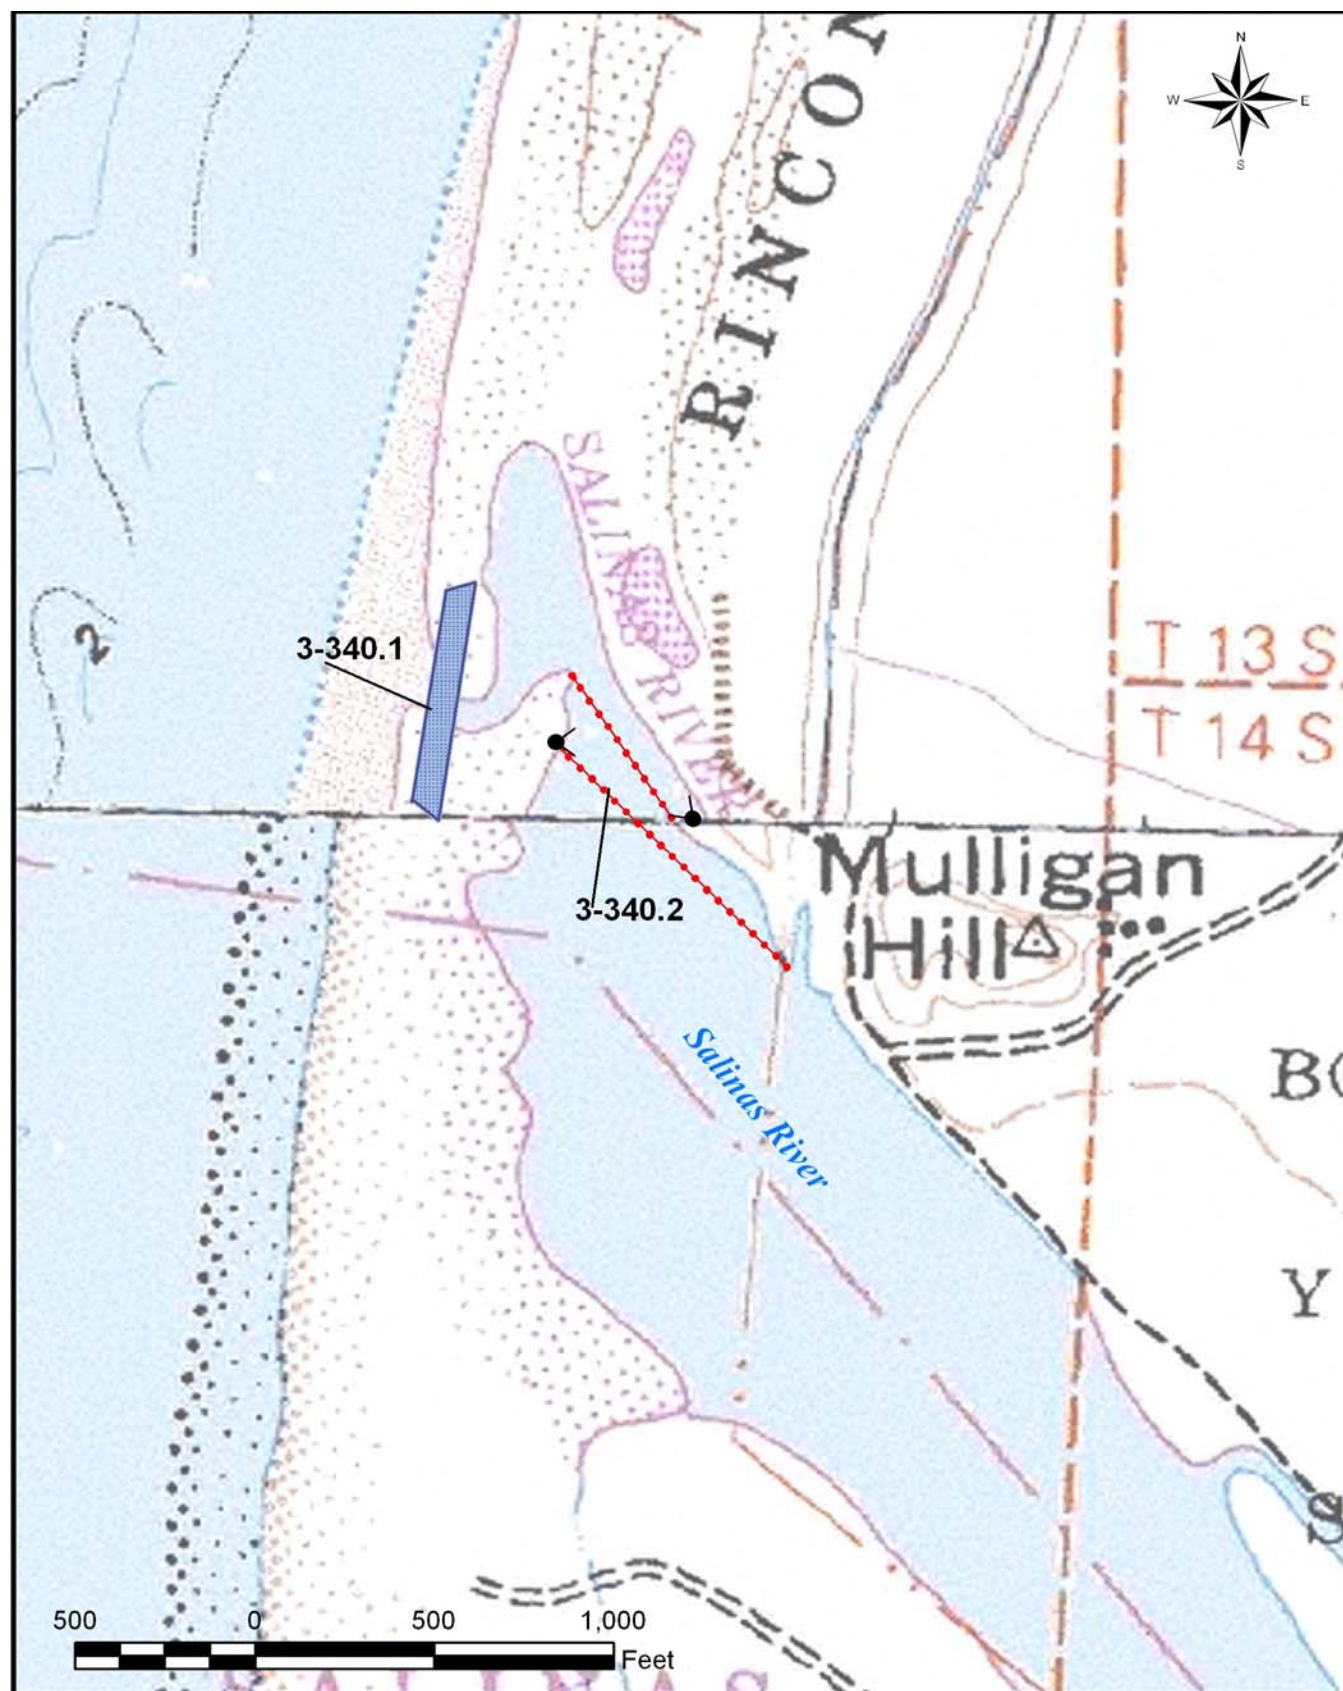 N
W E
S
RINCON
SALINAS RIVER
2
3-340.1
T 13 S
T 14 S
Mulligan
Hill
3-340.2
Salinas River
BO
Y
S
500 0 500 1,000
Feet